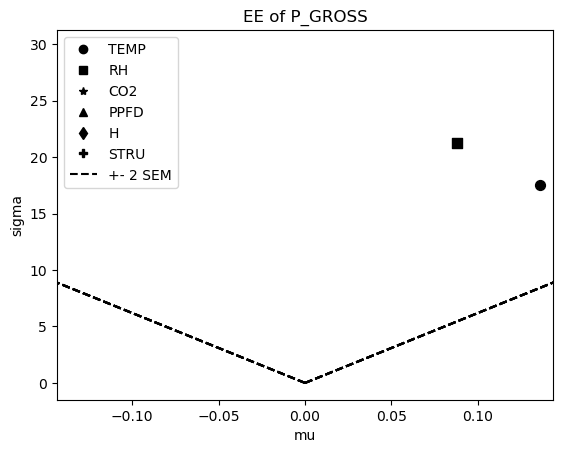 EE of P_GROSS
TEMP
RH
CO2
PPFD
H
STRU
+- 2 SEM
sigma
30
25
20
15
10
5
0
−0.10
−0.05
0.00
0.05
0.10
mu